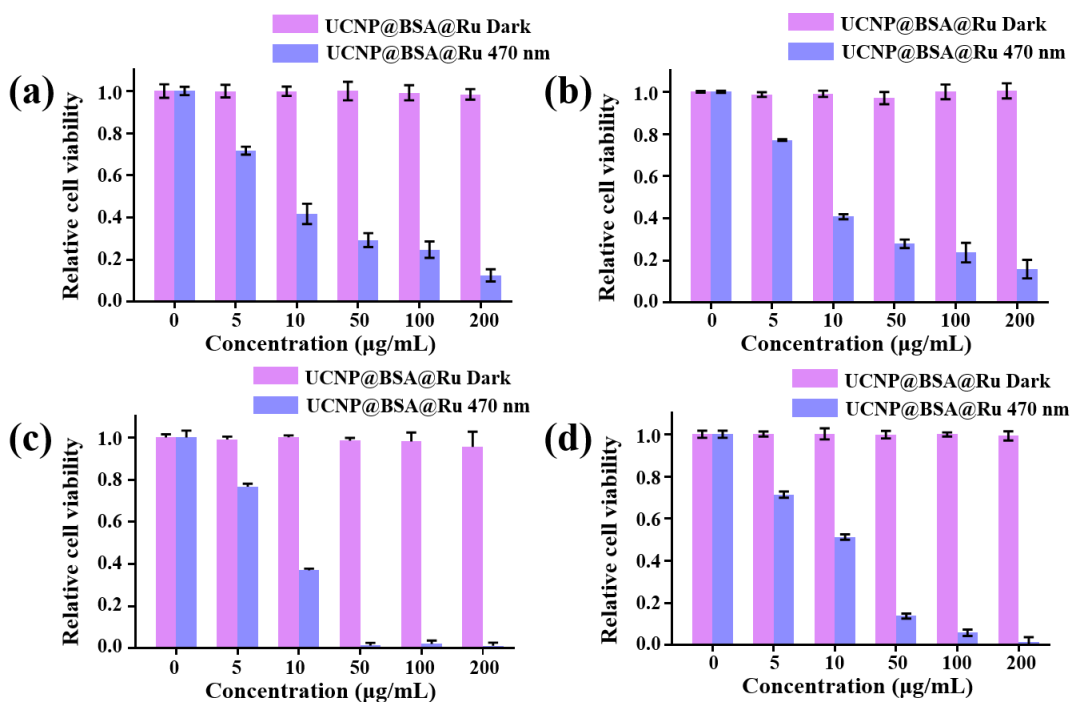 UCNP@BSA@Ru Dark
UCNP@BSA@Ru 470 nm
(a)
Relative cell viability
1.0
0.8
0.6
0.4
0.2
0.0
0 5 10 50 100 200
Concentration (μg/mL)
UCNP@BSA@Ru Dark
UCNP@BSA@Ru 470 nm
(b)
Relative cell viability
1.0
0.8
0.6
0.4
0.2
0.0
0 5 10 50 100 200
Concentration (μg/mL)
UCNP@BSA@Ru Dark
UCNP@BSA@Ru 470 nm
(c)
Relative cell viability
1.0
0.8
0.6
0.4
0.2
0.0
0 5 10 50 100 200
Concentration (μg/mL)
UCNP@BSA@Ru Dark
UCNP@BSA@Ru 470 nm
(d)
Relative cell viability
1.0
0.8
0.6
0.4
0.2
0.0
0 5 10 50 100 200
Concentration (μg/mL)